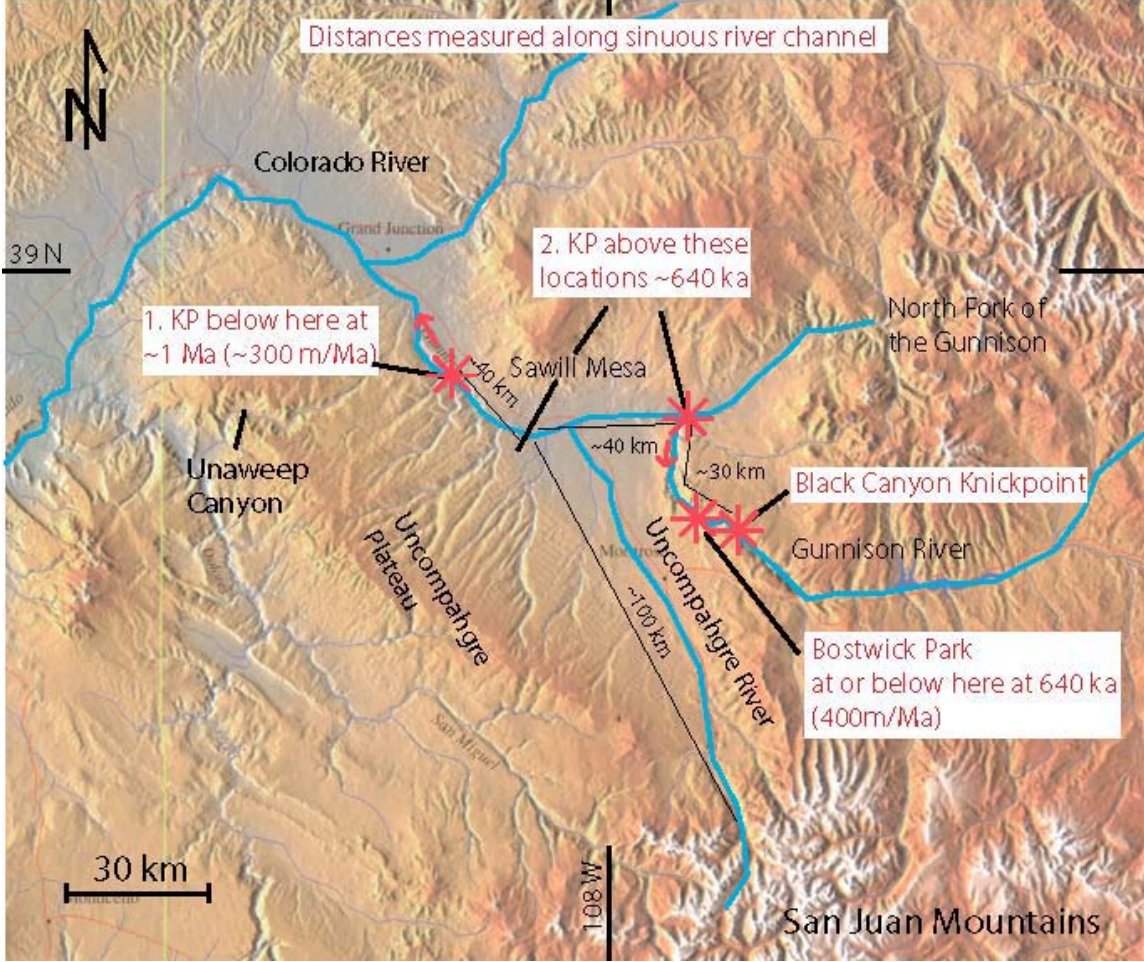 Distances measured along sinuous river channel
N
Colorado River
Grand Junction
39 N
2. KP above these
locations ~640 ka
1. KP below here at
~1 Ma (~300 m/Ma)
North Fork of
the Gunnison
~40 km
Sawill Mesa
~40 km
~30 km
Unaweep
Canyon
Black Canyon Knickpoint
Gunnison River
Uncompahgre
Plateau
Uncompahgre River
~100 km
Bostwick Park
at or below here at 640 ka
(400m/Ma)
San Miguel
30 km
108 W
San Juan Mountains